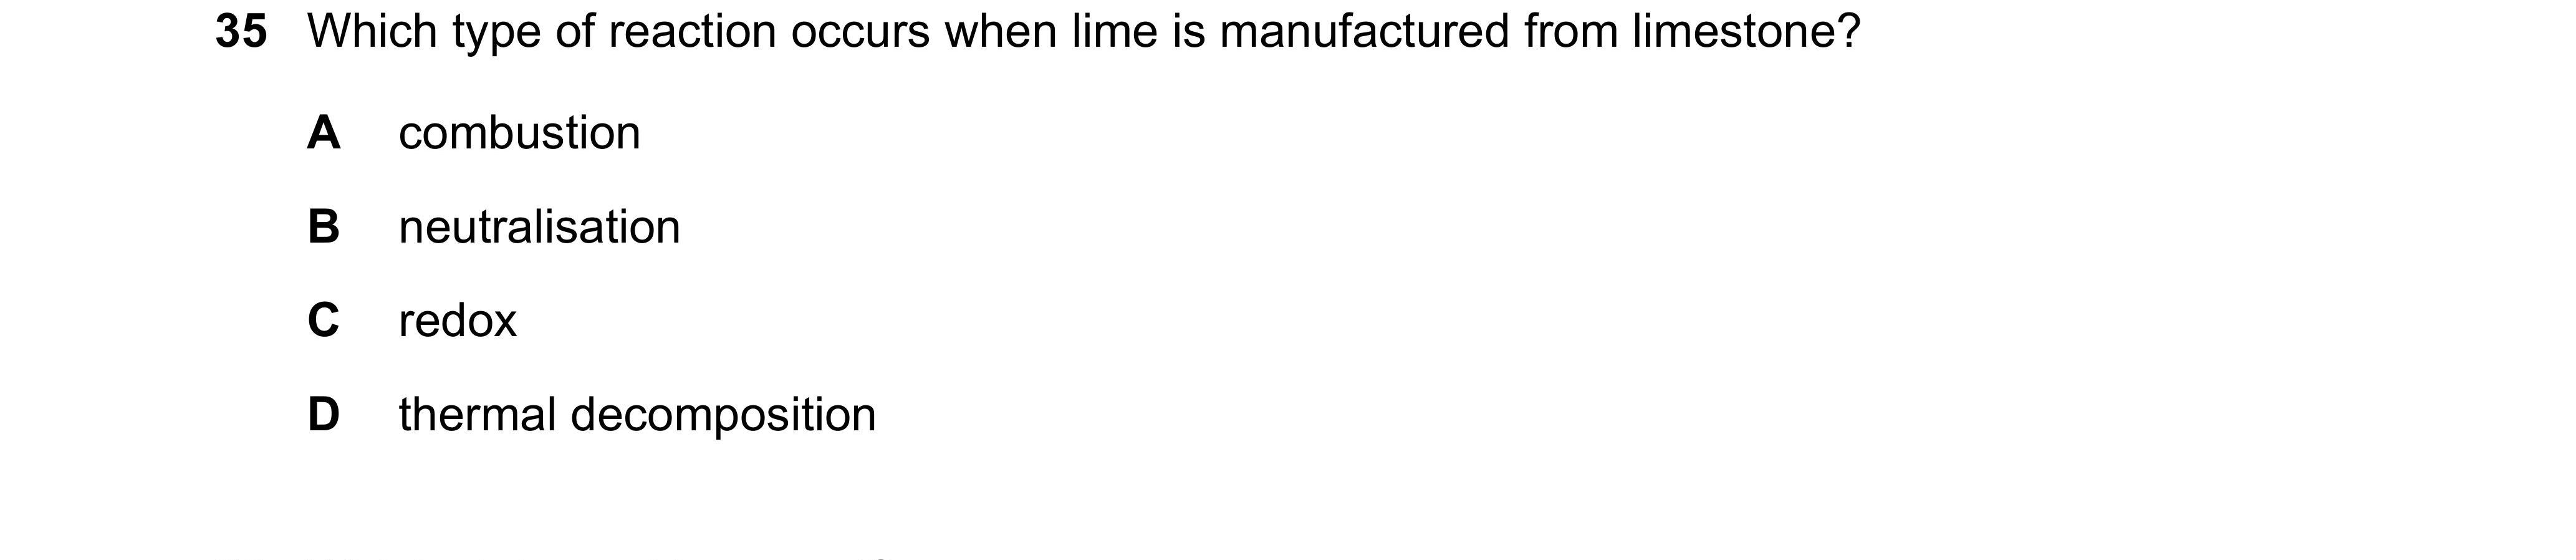 35 Which type of reaction occurs when lime is manufactured from limestone?
A combustion
B neutralisation
C redox
D thermal decomposition